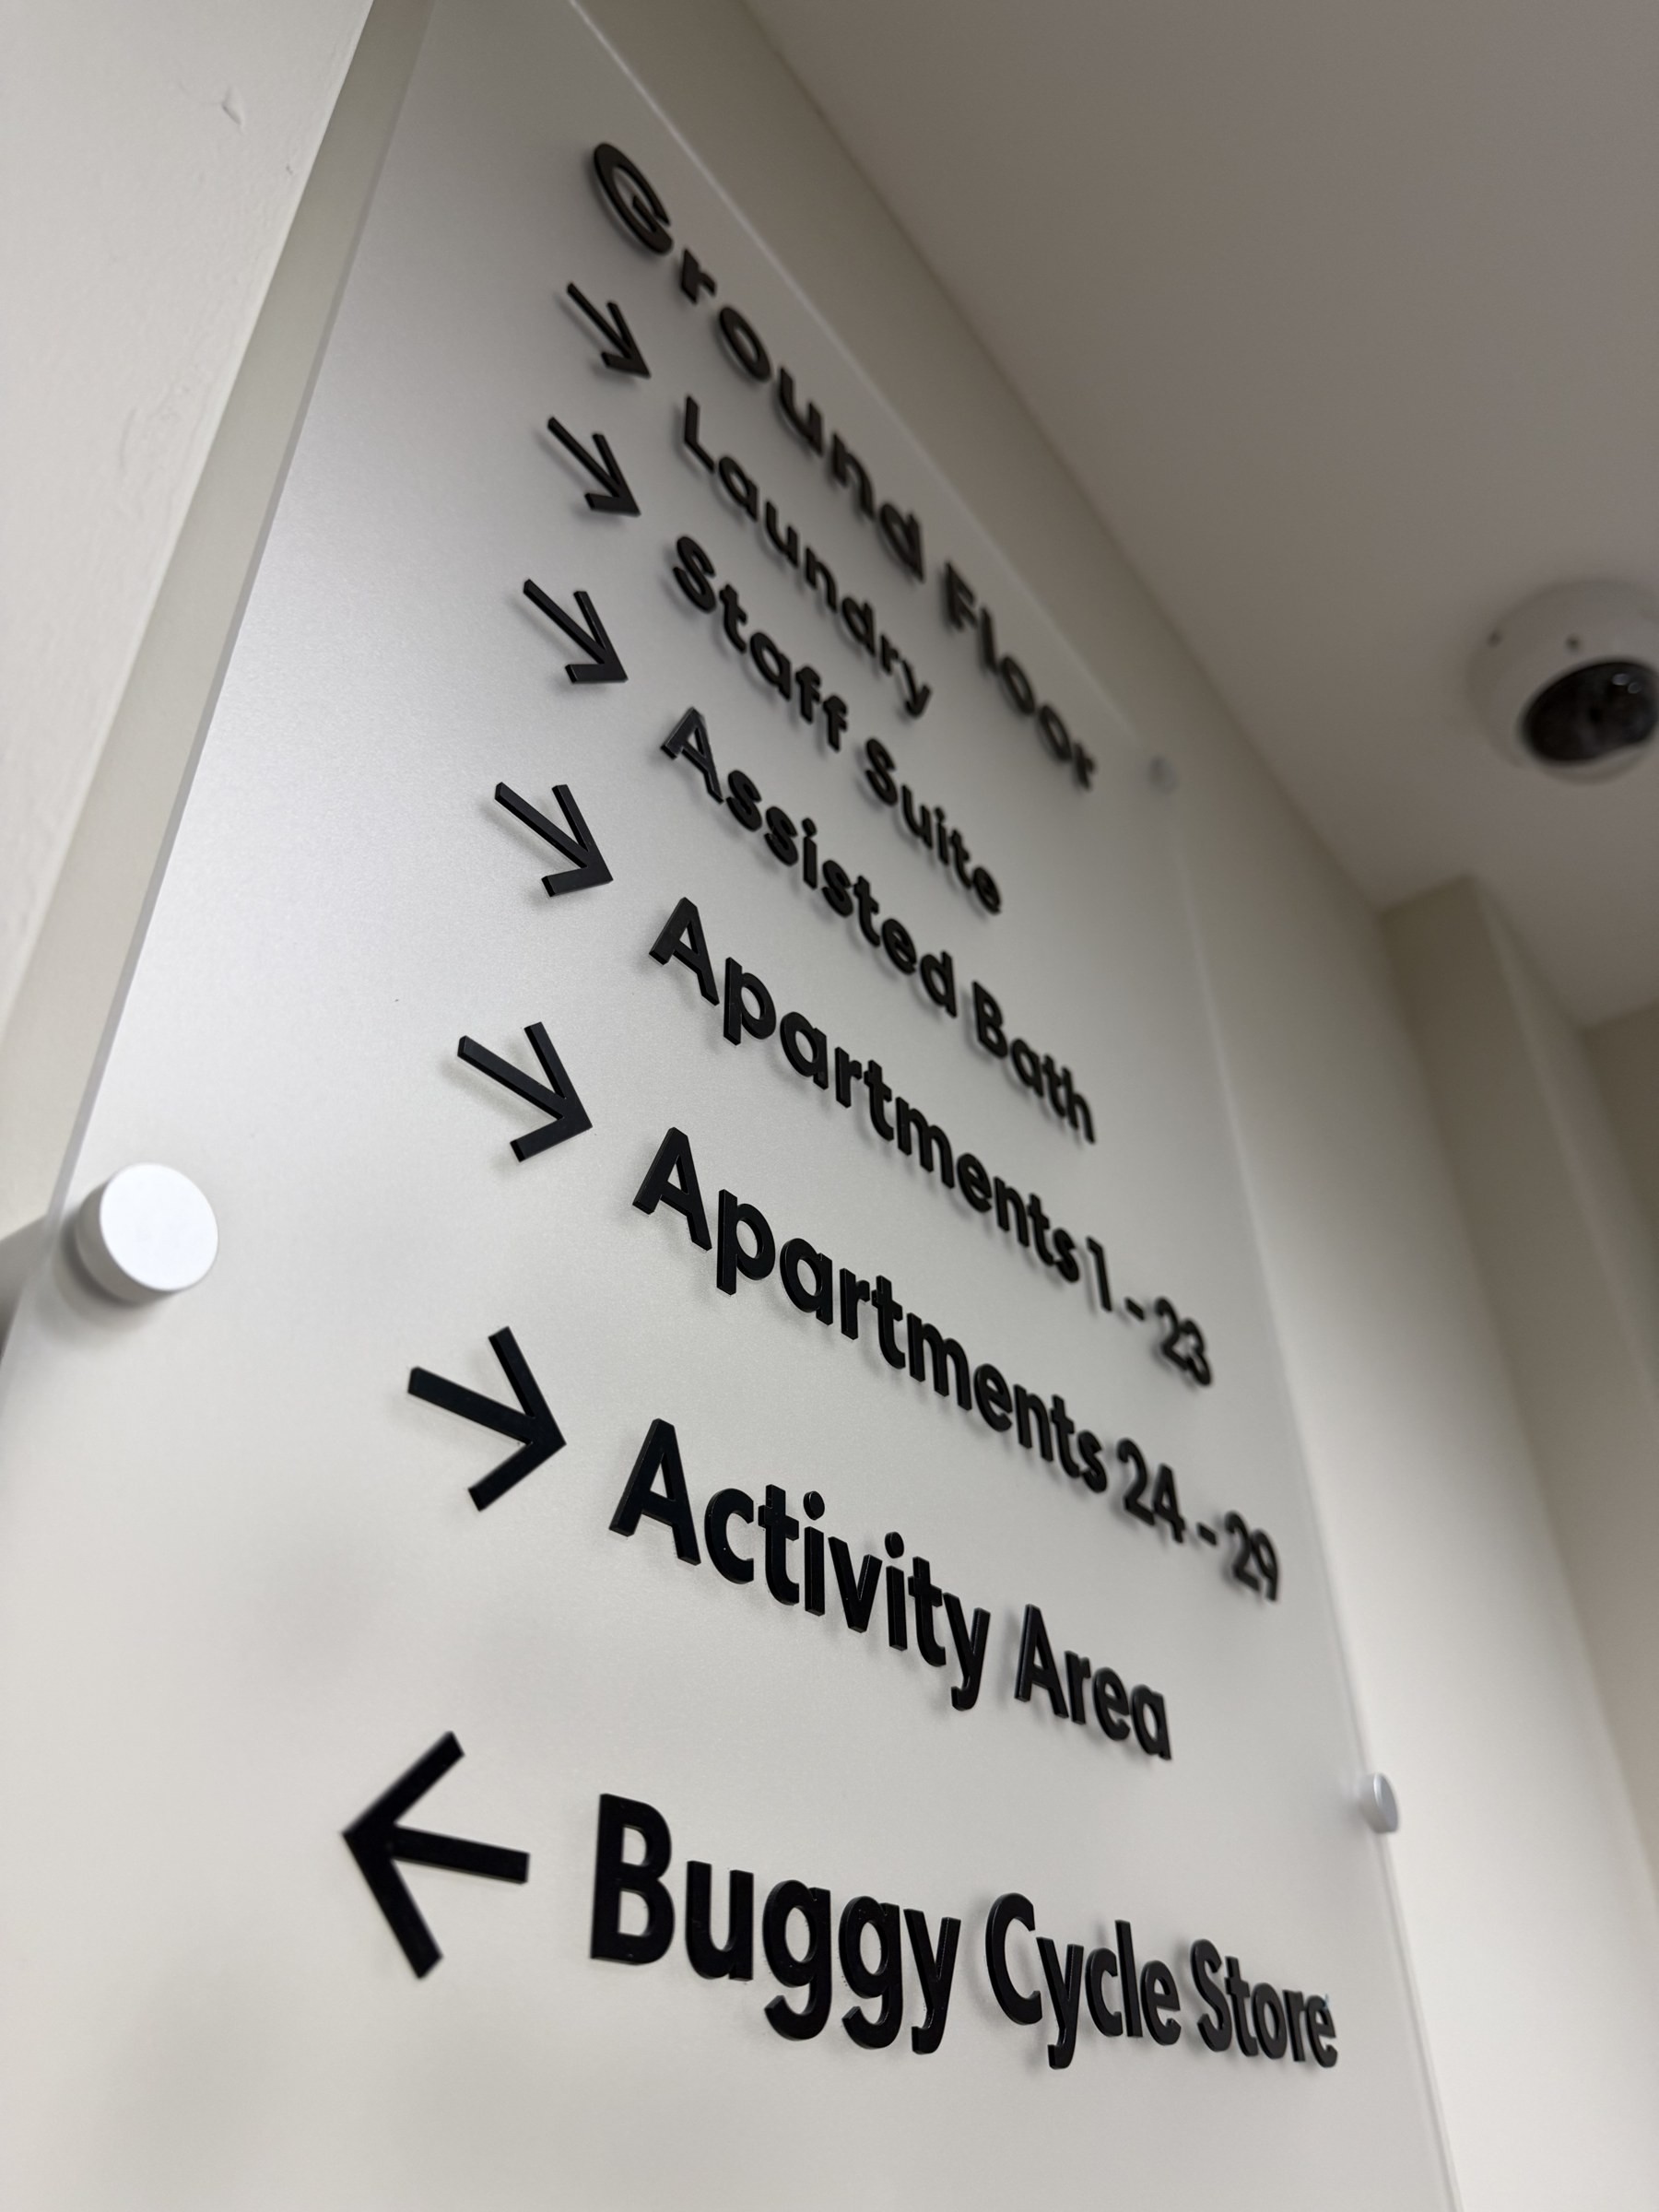 Ground Floor
→ Laundry
→ Staff Suite
→ Assisted Bath
→ Apartments 1 - 23
→ Apartments 24 - 29
→ Activity Area
← Buggy Cycle Store